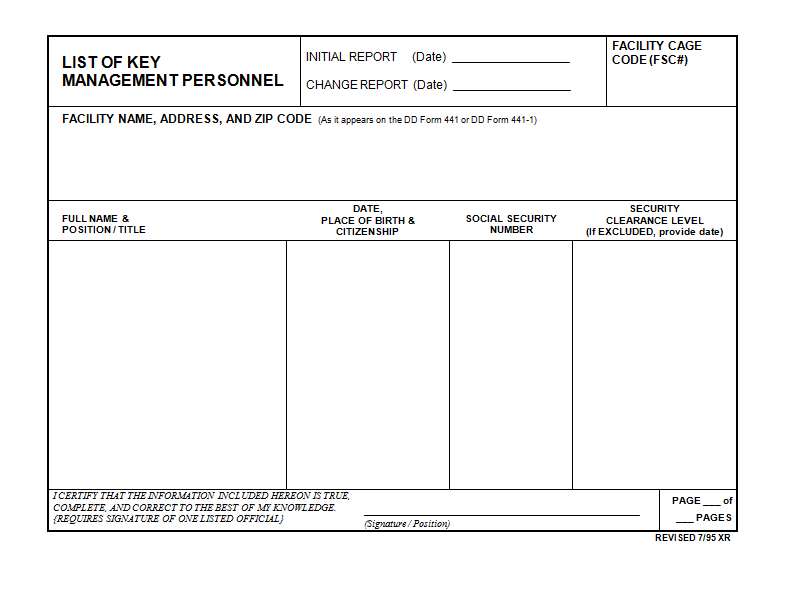 LIST OF KEY
MANAGEMENT PERSONNEL
INITIAL REPORT (Date) ___________________
CHANGE REPORT (Date) ___________________
FACILITY CAGE
CODE (FSC#)
FACILITY NAME, ADDRESS, AND ZIP CODE (As it appears on the DD Form 441 or DD Form 441-1)
FULL NAME &
POSITION / TITLE
DATE,
PLACE OF BIRTH &
CITIZENSHIP
SOCIAL SECURITY
NUMBER
SECURITY
CLEARANCE LEVEL
(If EXCLUDED, provide date)
I CERTIFY THAT THE INFORMATION INCLUDED HEREON IS TRUE,
COMPLETE, AND CORRECT TO THE BEST OF MY KNOWLEDGE.
{REQUIRES SIGNATURE OF ONE LISTED OFFICIAL}
(Signature / Position)
PAGE ___ of
___ PAGES
REVISED 7/95 XR